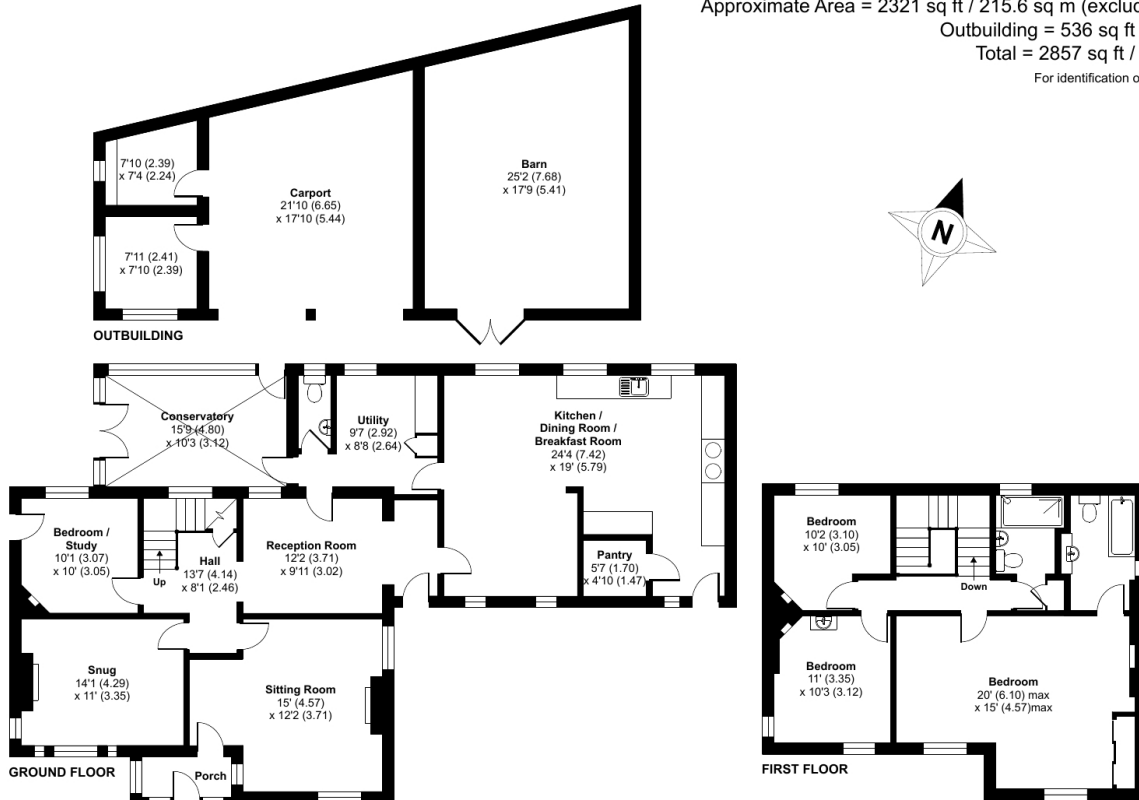 Approximate Area = 2321 sq ft / 215.6 sq m (exclud
Outbuilding = 536 sq ft
Total = 2857 sq ft /
For identification o
7'10 (2.39)
x 7'4 (2.24)
Carport
21'10 (6.65)
x 17'10 (5.44)
Barn
25'2 (7.68)
x 17'9 (5.41)
7'11 (2.41)
x 7'10 (2.39)
N
OUTBUILDING
Conservatory
15'9 (4.80)
x 10'3 (3.12)
Utility
9'7 (2.92)
x 8'8 (2.64)
Kitchen /
Dining Room /
Breakfast Room
24'4 (7.42)
x 19' (5.79)
Bedroom /
Study
10'1 (3.07)
x 10' (3.05)
Up
Hall
13'7 (4.14)
x 8'1 (2.46)
Reception Room
12'2 (3.71)
x 9'11 (3.02)
Pantry
5'7 (1.70)
x 4'10 (1.47)
Snug
14'1 (4.29)
x 11' (3.35)
Sitting Room
15' (4.57)
x 12'2 (3.71)
Porch
GROUND FLOOR
Bedroom
10'2 (3.10)
x 10' (3.05)
Down
Bedroom
11' (3.35)
x 10'3 (3.12)
Bedroom
20' (6.10) max
x 15' (4.57)max
FIRST FLOOR